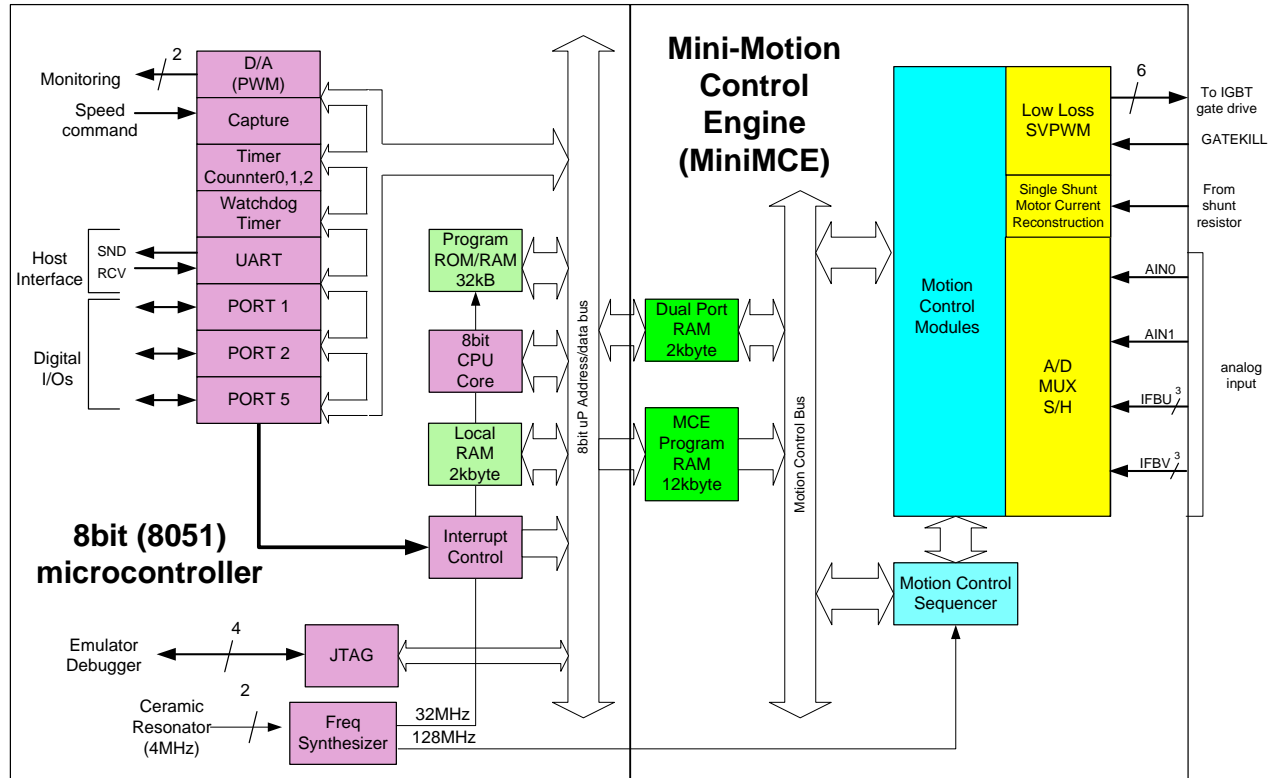 Monitoring
2
D/A
(PWM)
Speed
command
Capture
Timer
Counnter0,1,2
Watchdog
Timer
Host
Interface
SND
RCV
UART
Digital
I/Os
PORT 1
PORT 2
PORT 5
Program
ROM/RAM
32kB
8bit
CPU
Core
Local
RAM
2kbyte
Interrupt
Control
8bit (8051)
microcontroller
Emulator
Debugger
4
JTAG
Ceramic
Resonator
(4MHz)
2
Freq
Synthesizer
32MHz
128MHz
8bit uP Address/data bus
Mini-Motion
Control
Engine
(MiniMCE)
Dual Port
RAM
2kbyte
MCE
Program
RAM
12kbyte
Motion Control Bus
Motion
Control
Modules
Low Loss
SVPWM
Single Shunt
Motor Current
Reconstruction
A/D
MUX
S/H
Motion Control
Sequencer
6
To IGBT
gate drive
GATEKILL
From
shunt
resistor
AIN0
AIN1
IFBU 3
IFBV 3
analog
input